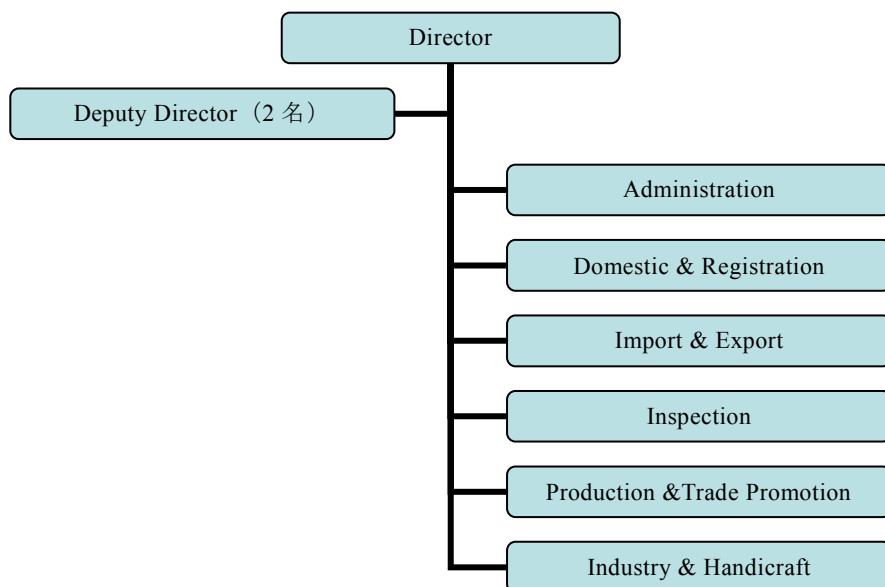 Director
Deputy Director（2 名）
Administration
Domestic & Registration
Import & Export
Inspection
Production &Trade Promotion
Industry & Handicraft